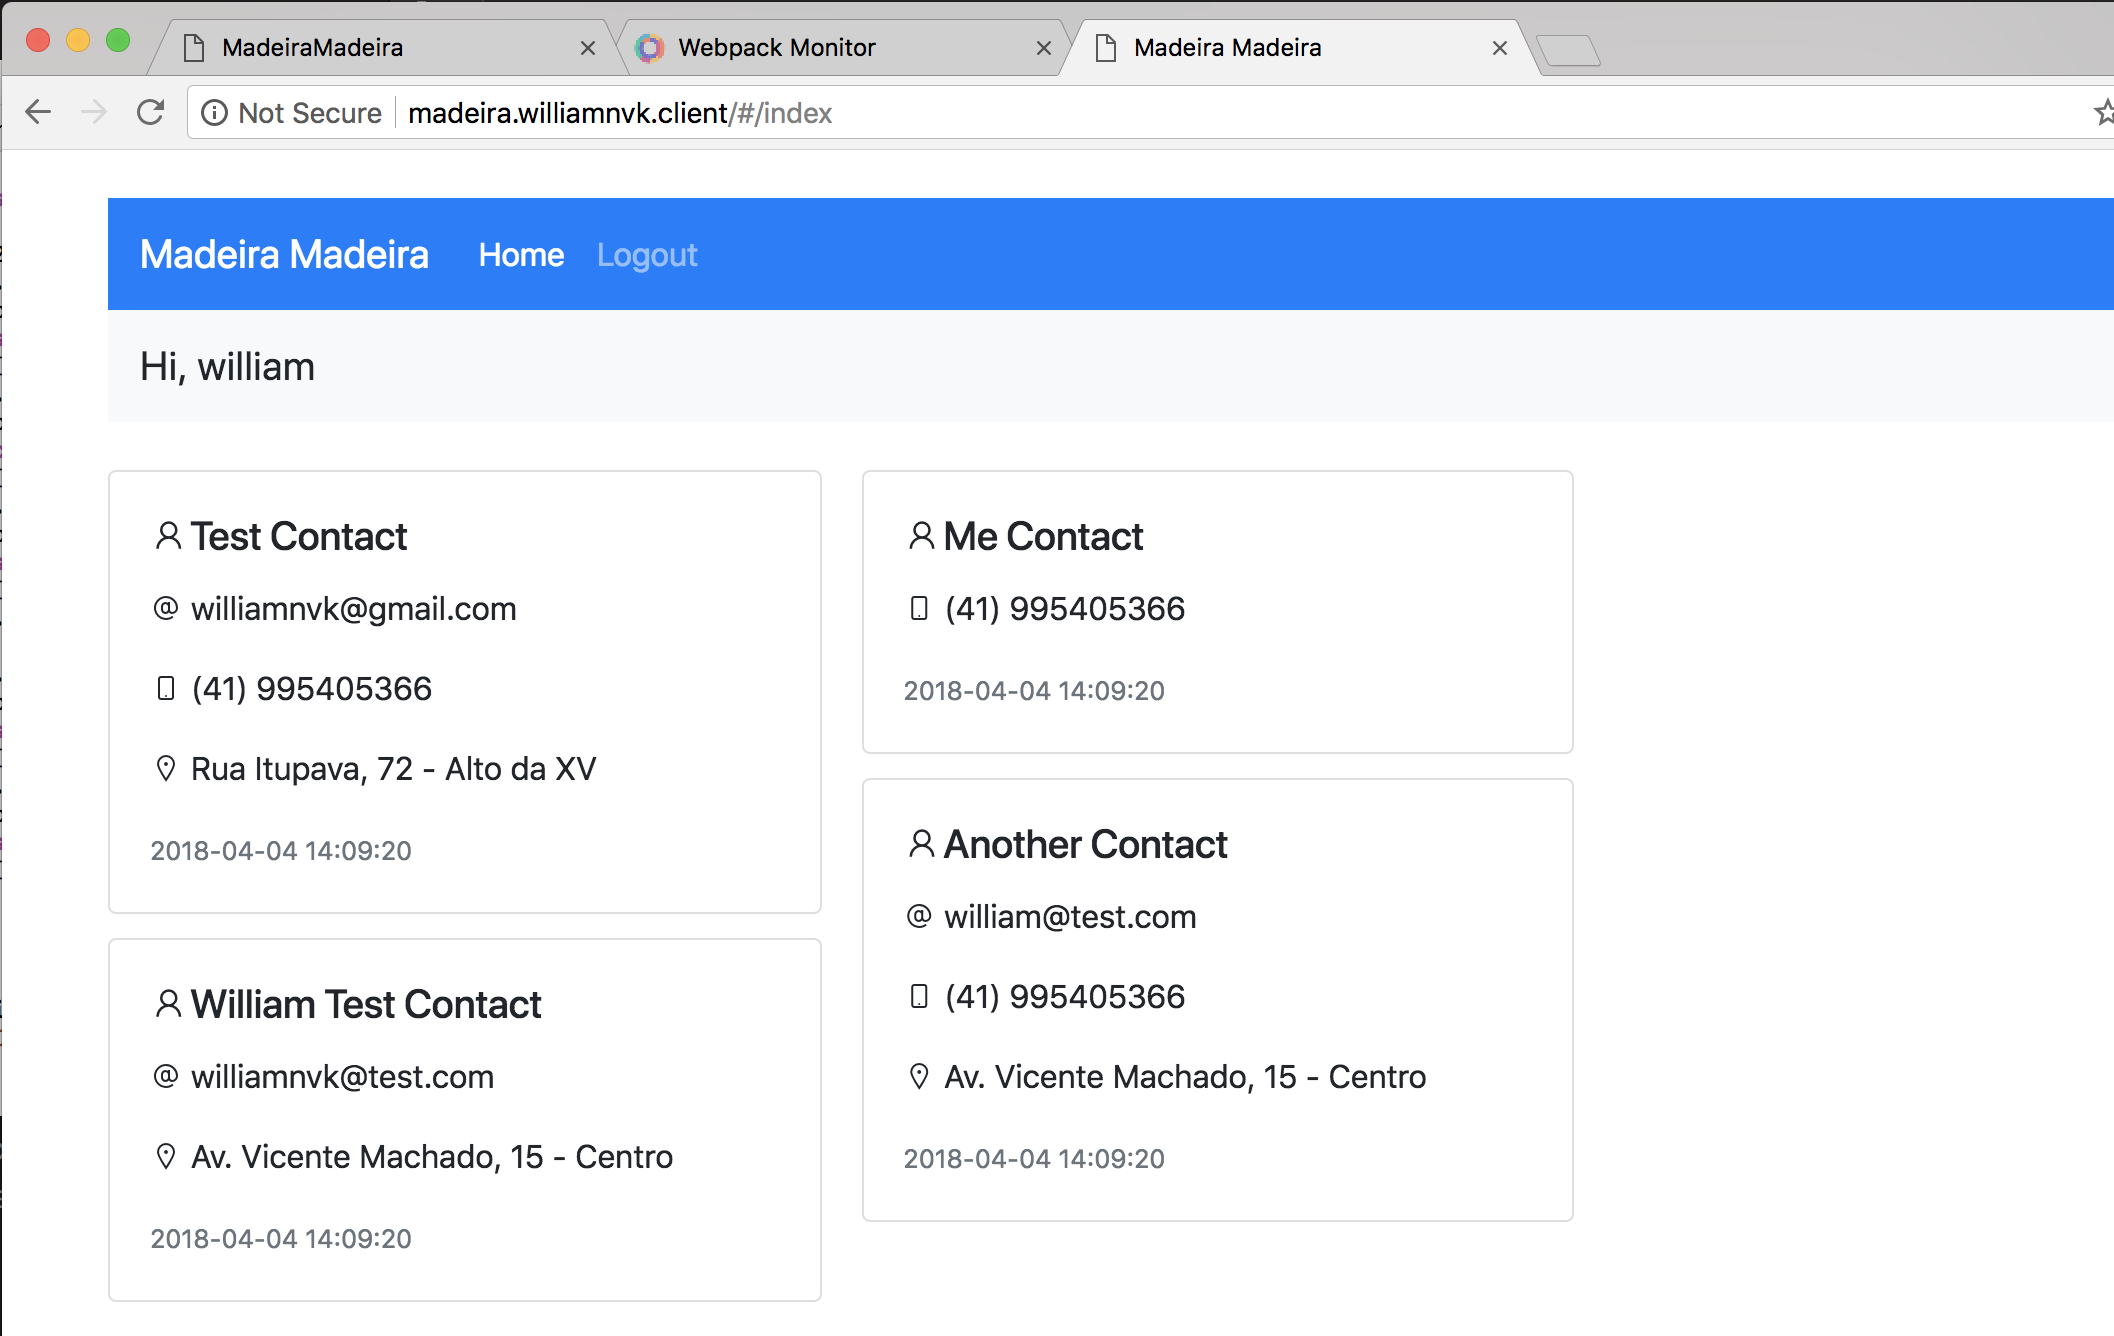 MadeiraMadeira
Webpack Monitor
Madeira Madeira
Not Secure
madeira.williamnvk.client/#/index
Madeira Madeira Home Logout
Hi, william
Test Contact
williamnvk@gmail.com
(41) 995405366
Rua Itupava, 72 - Alto da XV
2018-04-04 14:09:20
William Test Contact
williamnvk@test.com
Av. Vicente Machado, 15 - Centro
2018-04-04 14:09:20
Me Contact
(41) 995405366
2018-04-04 14:09:20
Another Contact
william@test.com
(41) 995405366
Av. Vicente Machado, 15 - Centro
2018-04-04 14:09:20